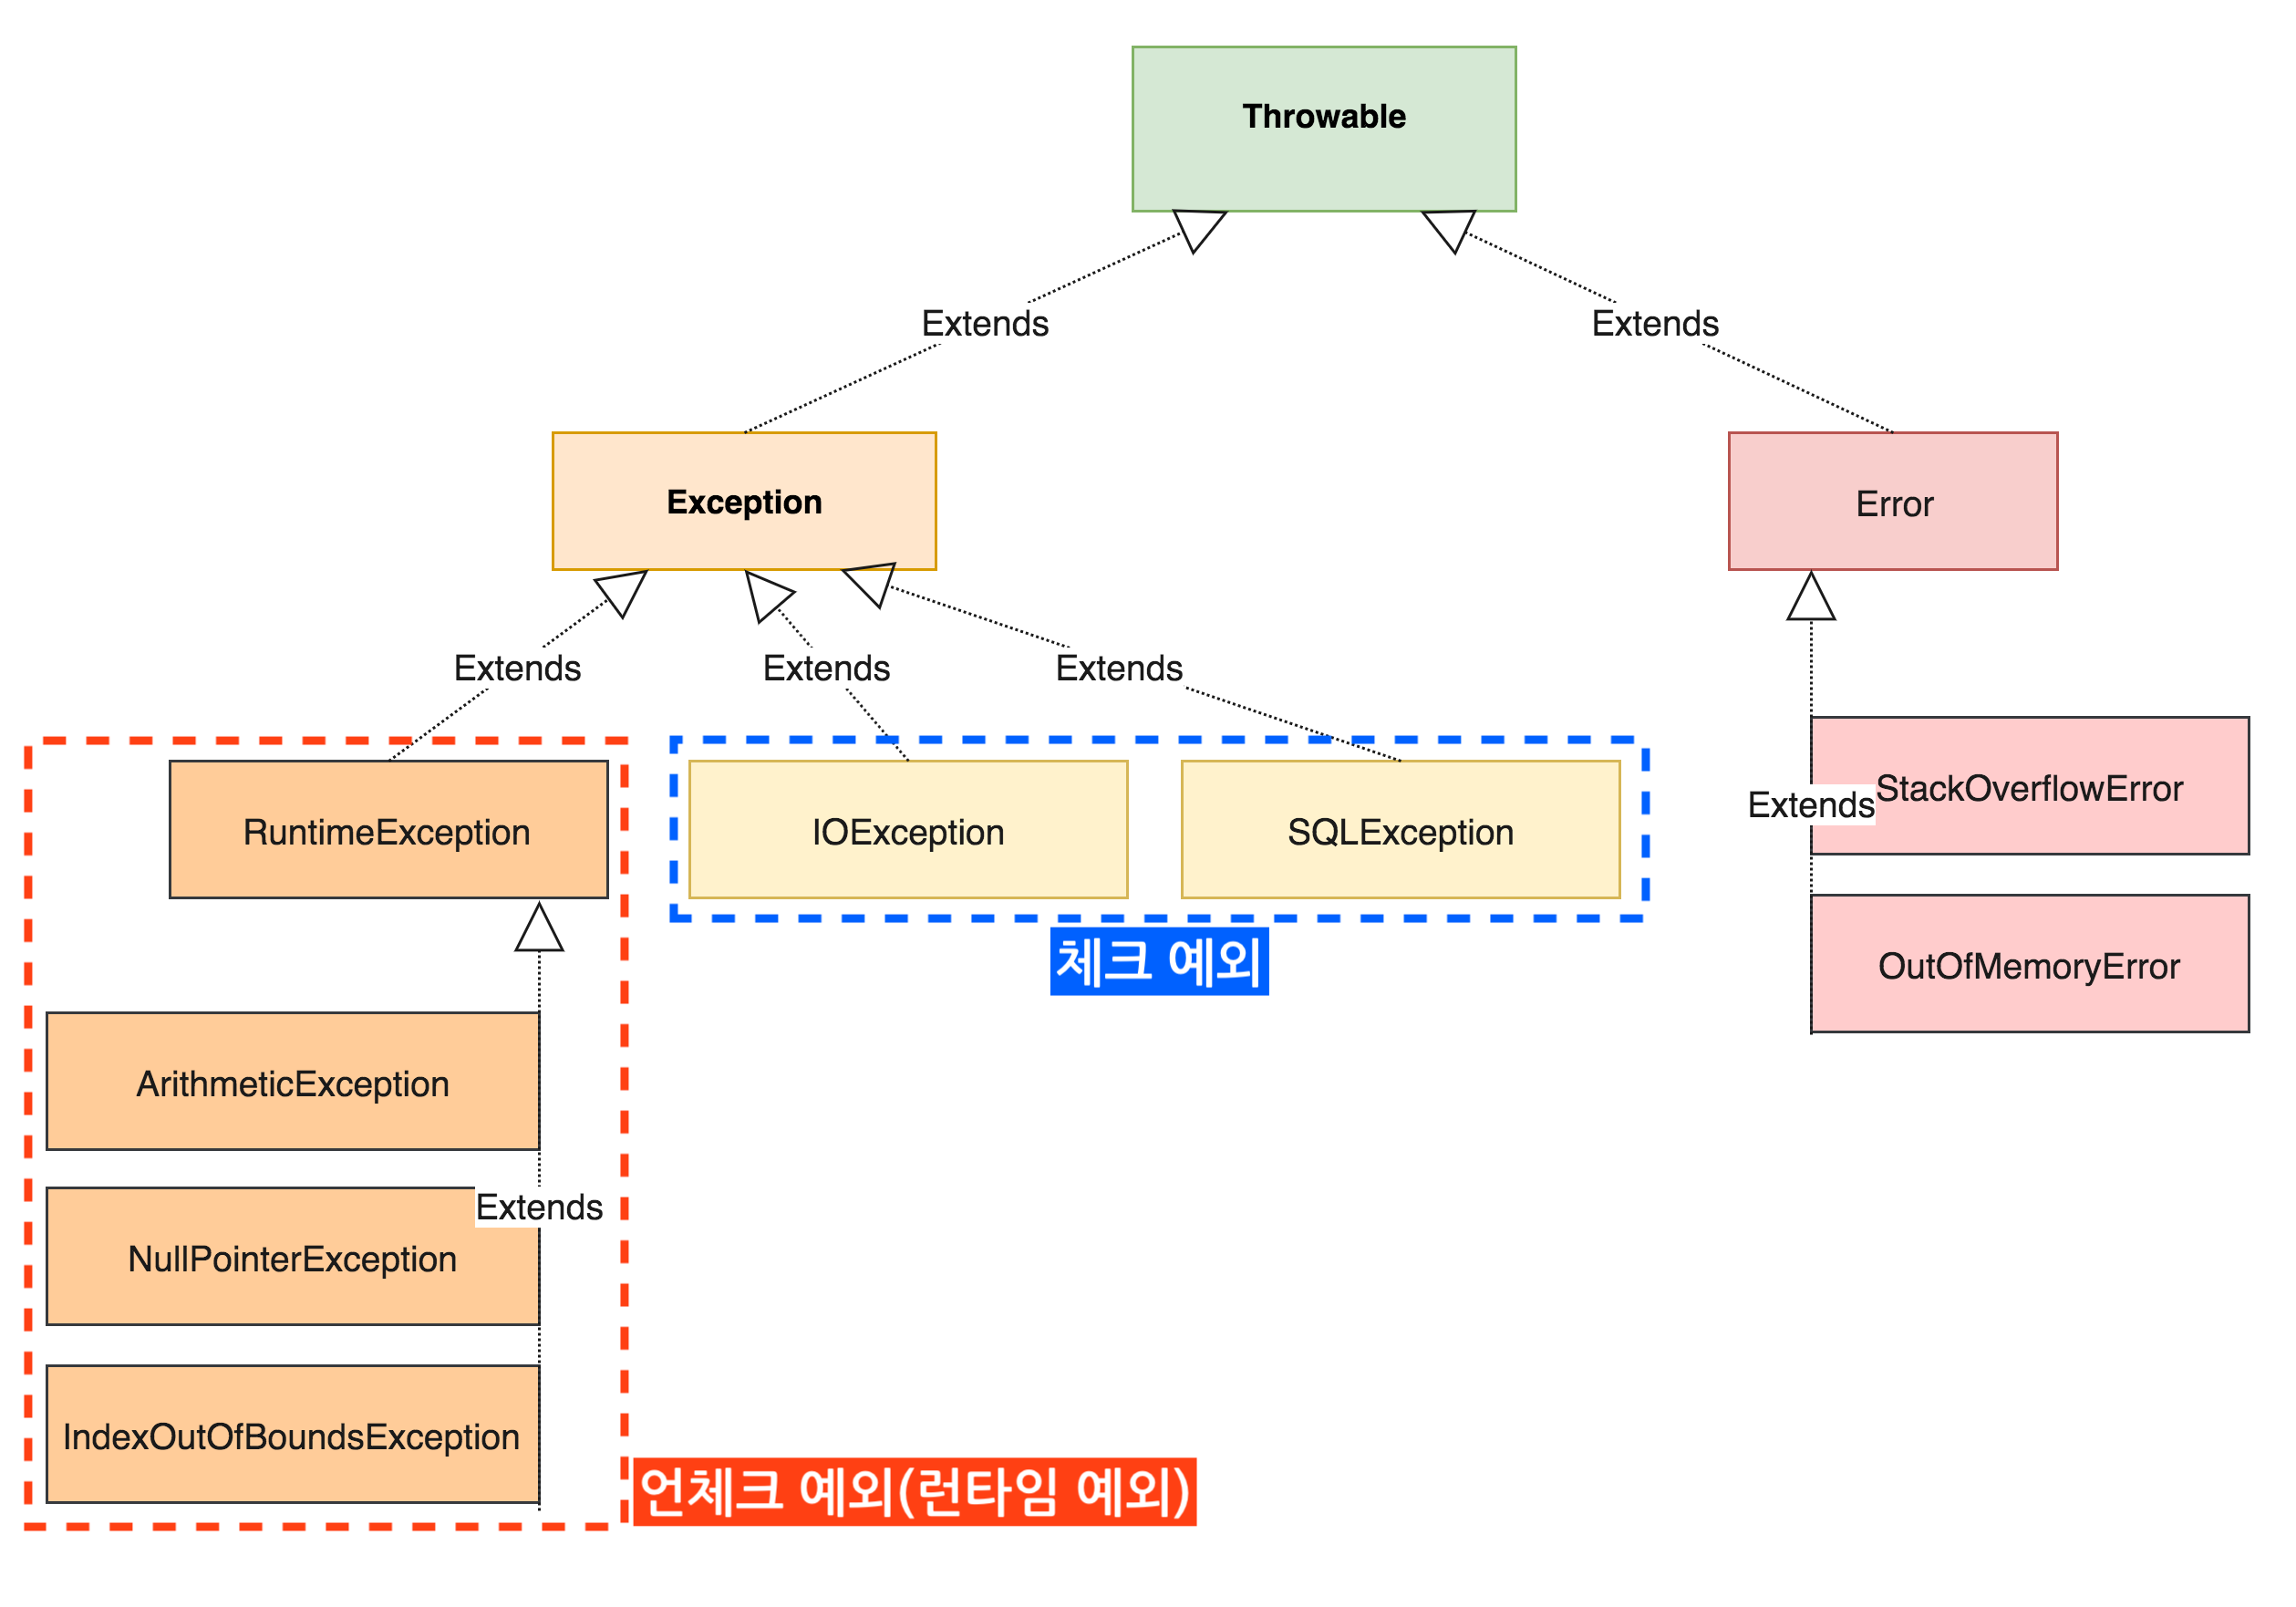 Throwable
Extends
Extends
Exception
Error
Extends
Extends
Extends
RuntimeException
IOException
SQLException
Extends
StackOverflowError
체크 예외
OutOfMemoryError
ArithmeticException
Extends
NullPointerException
IndexOutOfBoundsException
언체크 예외(런타임 예외)